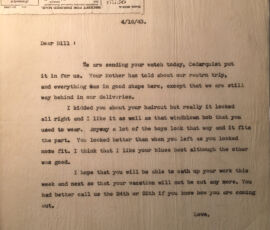 4/16/43.
Dear Bill:
We are sending your watch today, Cedarquist put
it in for us. Your Mother has told about our return trip,
and everything was in good shape here, except that we are still
way behind in our deliveries.
I kidded you about your haircut but really it looked
all right and I like it as well as that windblown bob that you
used to wear. Anyway a lot of the boys look that way and it fits
the part. You looked better than when you left as you looked
more fit. I think that I like your blues best although the other
was good.
I hope that you will be able to catch up your work this
week and next so that your vacation will not be cut any more. You
had better call us the 24th or 25th if you know how you are coming
out.
Love,